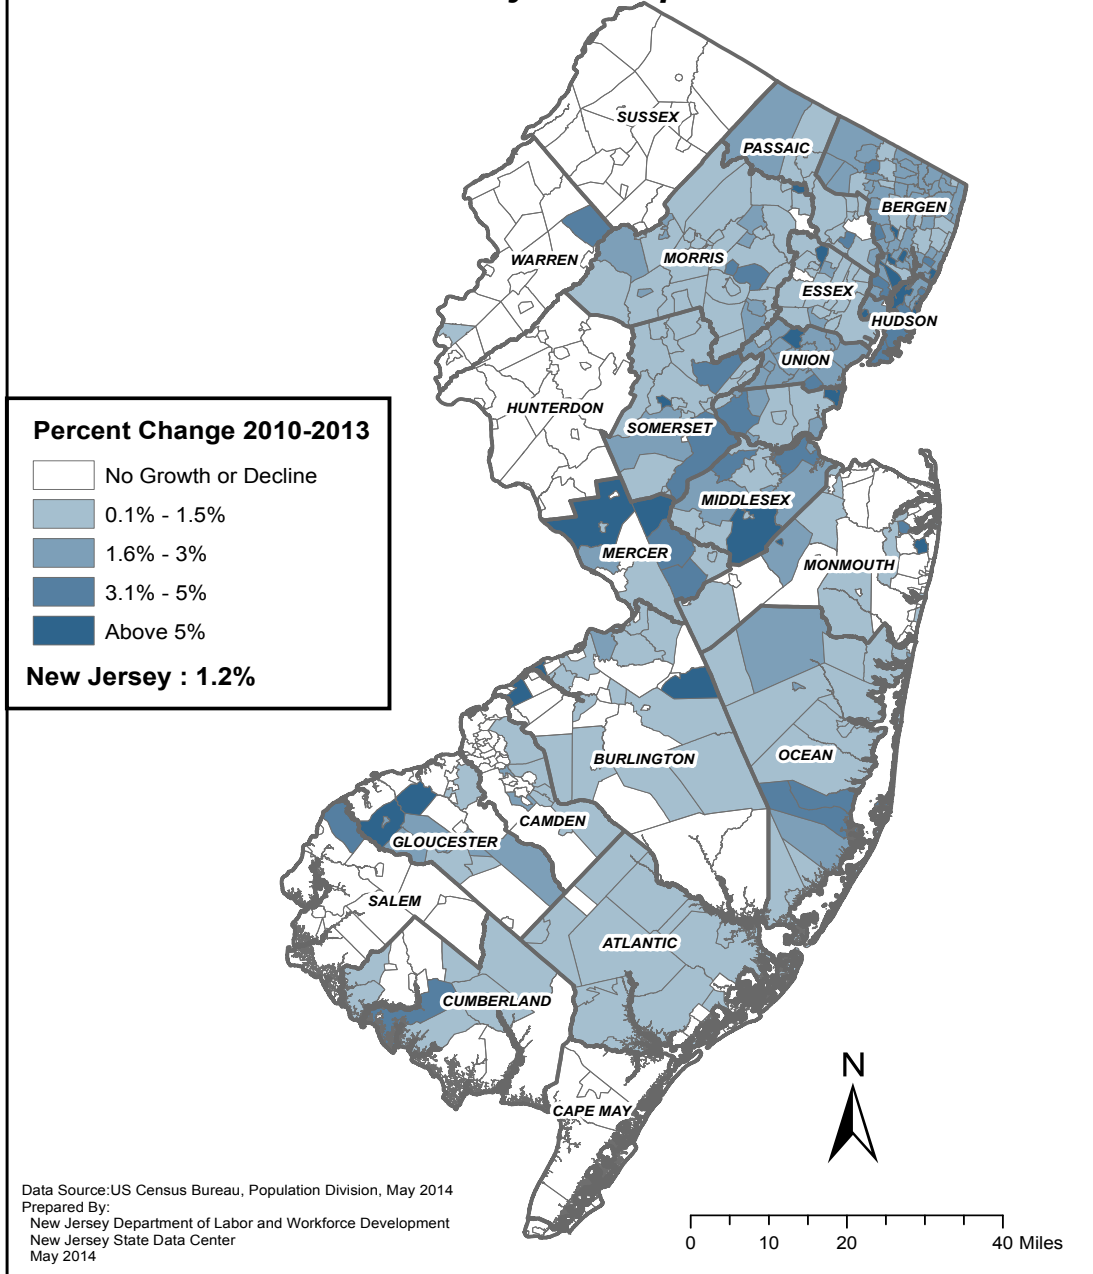 SUSSEX
PASSAIC
BERGEN
WARREN
MORRIS
ESSEX
HUDSON
UNION
HUNTERDON
SOMERSET
Percent Change 2010-2013
No Growth or Decline
0.1% - 1.5%
1.6% - 3%
3.1% - 5%
Above 5%
New Jersey : 1.2%
MIDDLESEX
MERCER
MONMOUTH
OCEAN
BURLINGTON
CAMDEN
GLOUCESTER
SALEM
ATLANTIC
CUMBERLAND
CAPE MAY
N
Data Source:US Census Bureau, Population Division, May 2014
Prepared By:
New Jersey Department of Labor and Workforce Development
New Jersey State Data Center
May 2014
0 10 20 40 Miles